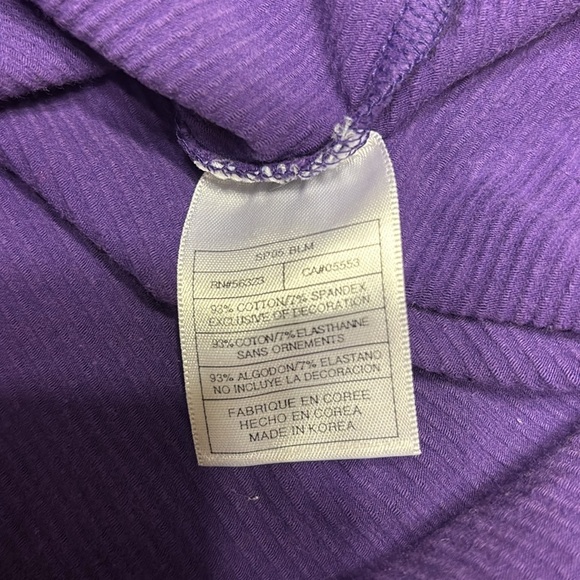 SP05 BLM
RN#56323 CA#05553
93% COTTON/7% SPANDEX
EXCLUSIVE OF DECORATION
93% COTON/7% ELASTHANNE
SANS ORNEMENTS
93% ALGODON/7% ELASTANO
NO INCLUYE LA DECORACION
FABRIQUE EN COREE
HECHO EN COREA
MADE IN KOREA